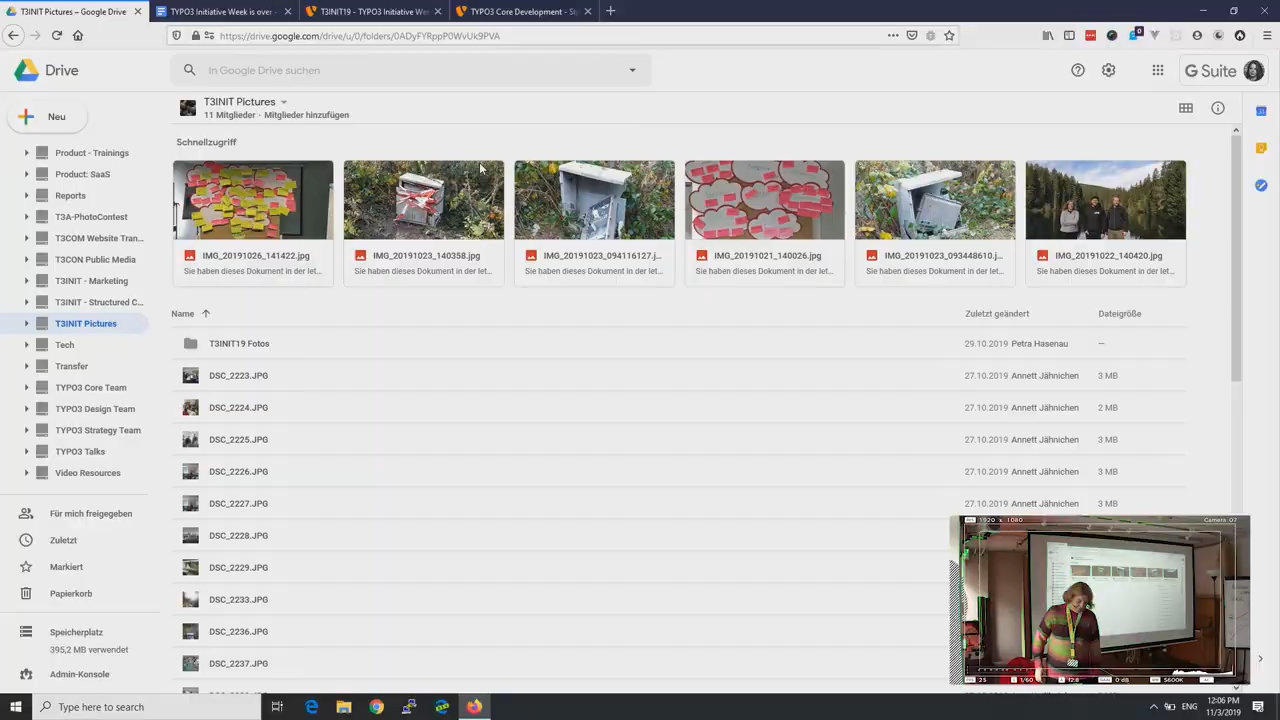 T3INIT Pictures – Google Drive
TYPO3 Initiative Week is over -
TYPO3 Initiative We
TYPO3 Core Development - Sl
https://drive.google.com/drive/u/0/folders/0ADyFYRppP0WvUk9PVA
Drive
In Google Drive suchen
G Suite
Neu
T3INIT Pictures
11 Mitglieder - Mitglieder hinzufügen
Schnellzugriff
Product - Trainings
Product: SaaS
Reports
T3A-PhotoContest
T3COM Website Tran...
T3CON Public Media
T3INIT - Marketing
T3INIT - Structured C...
T3INIT Pictures
Tech
Transfer
TYPO3 Core Team
TYPO3 Design Team
TYPO3 Strategy Team
TYPO3 Talks
Video Resources
Für mich freigegeben
Zuletzt
Markiert
Papierkorb
Speicherplatz
395,2 MB verwendet
Admin-Konsole
IMG_20191026_141422.jpg
Sie haben dieses Dokument in der let...
IMG_20191023_140358.jpg
Sie haben dieses Dokument in der let...
IMG_20191023_094116127.j...
Sie haben dieses Dokument in der let...
IMG_20191021_140026.jpg
Sie haben dieses Dokument in der let...
IMG_20191023_093448610.j...
Sie haben dieses Dokument in der let...
IMG_20191022_140420.jpg
Sie haben dieses Dokument in der let...
Name Zuletzt geändert Dateigröße
T3INIT19 Fotos 29.10.2019 Petra Hasenau —
DSC_2223.JPG 27.10.2019 Annett Jähnichen 3 MB
DSC_2224.JPG 27.10.2019 Annett Jähnichen 2 MB
DSC_2225.JPG 27.10.2019 Annett Jähnichen 3 MB
DSC_2226.JPG 27.10.2019 Annett Jähnichen 3 MB
DSC_2227.JPG 27.10.2019 Annett Jähnichen 3 MB
DSC_2228.JPG
DSC_2229.JPG
DSC_2233.JPG
DSC_2236.JPG
DSC_2237.JPG
1920 x 1080 Camera 07
25 1/60 0 dB 5600K
Type here to search
ENG
12:06 PM
11/3/2019